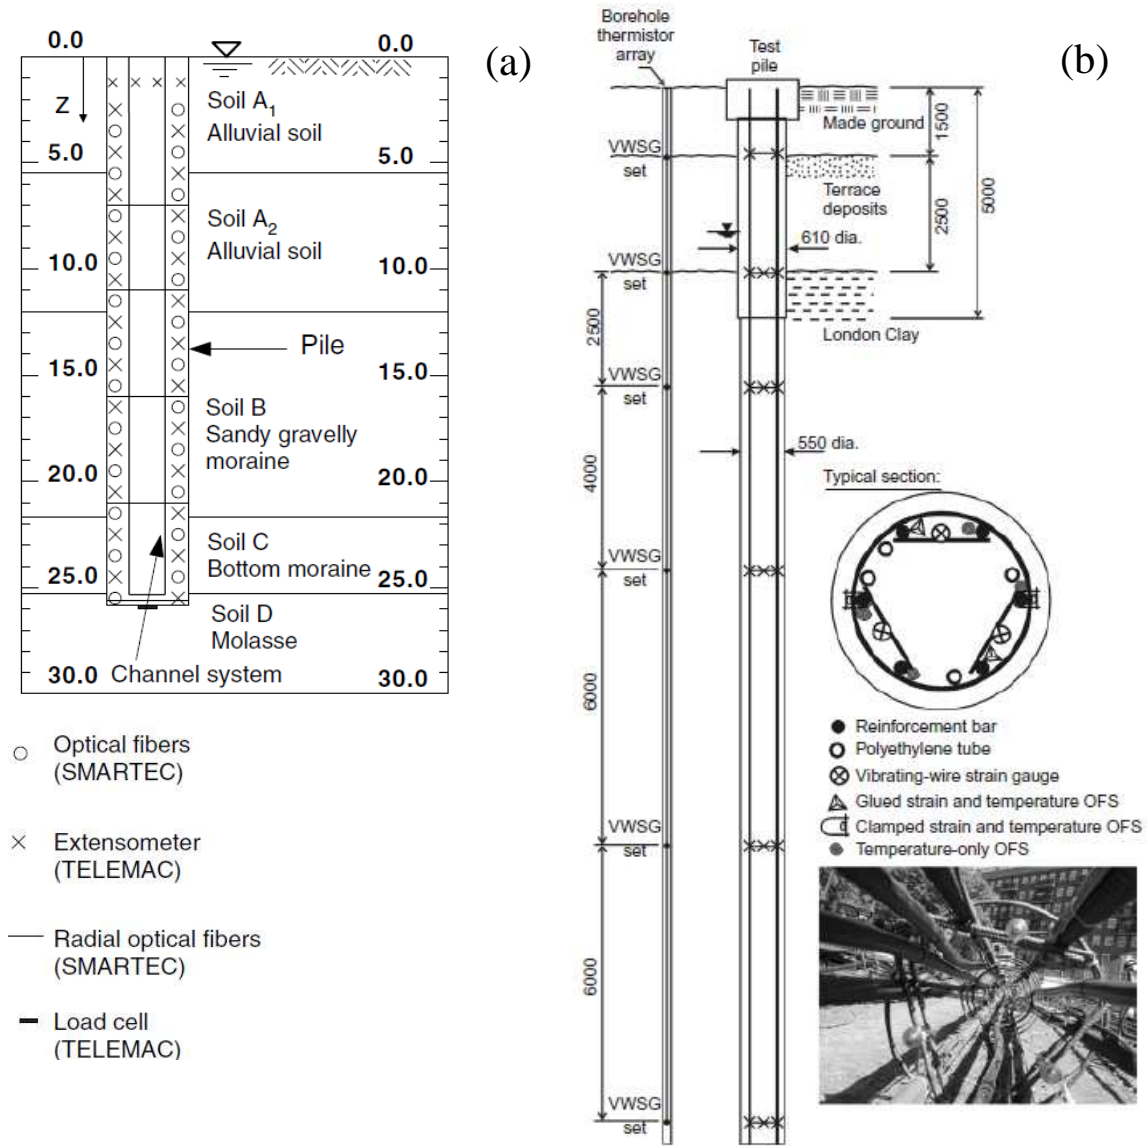 (a)
0.0
0.0
Z
Soil A1
Alluvial soil
5.0
5.0
Soil A2
Alluvial soil
10.0
10.0
Pile
15.0
15.0
Soil B
Sandy gravelly
moraine
20.0
20.0
Soil C
Bottom moraine
25.0
25.0
Soil D
Molasse
30.0
Channel system
30.0
Optical fibers
(SMARTEC)
Extensometer
(TELEMAC)
Radial optical fibers
(SMARTEC)
Load cell
(TELEMAC)
(b)
Borehole
thermistor
array
Test
pile
Made ground
1500
VWSG
set
Terrace
deposits
2500
5000
610 dia.
VWSG
set
London Clay
2500
VWSG
set
550 dia.
4000
Typical section:
VWSG
set
6000
Reinforcement bar
Polyethylene tube
Vibrating-wire strain gauge
Glued strain and temperature OFS
Clamped strain and temperature OFS
Temperature-only OFS
VWSG
set
6000
VWSG
set